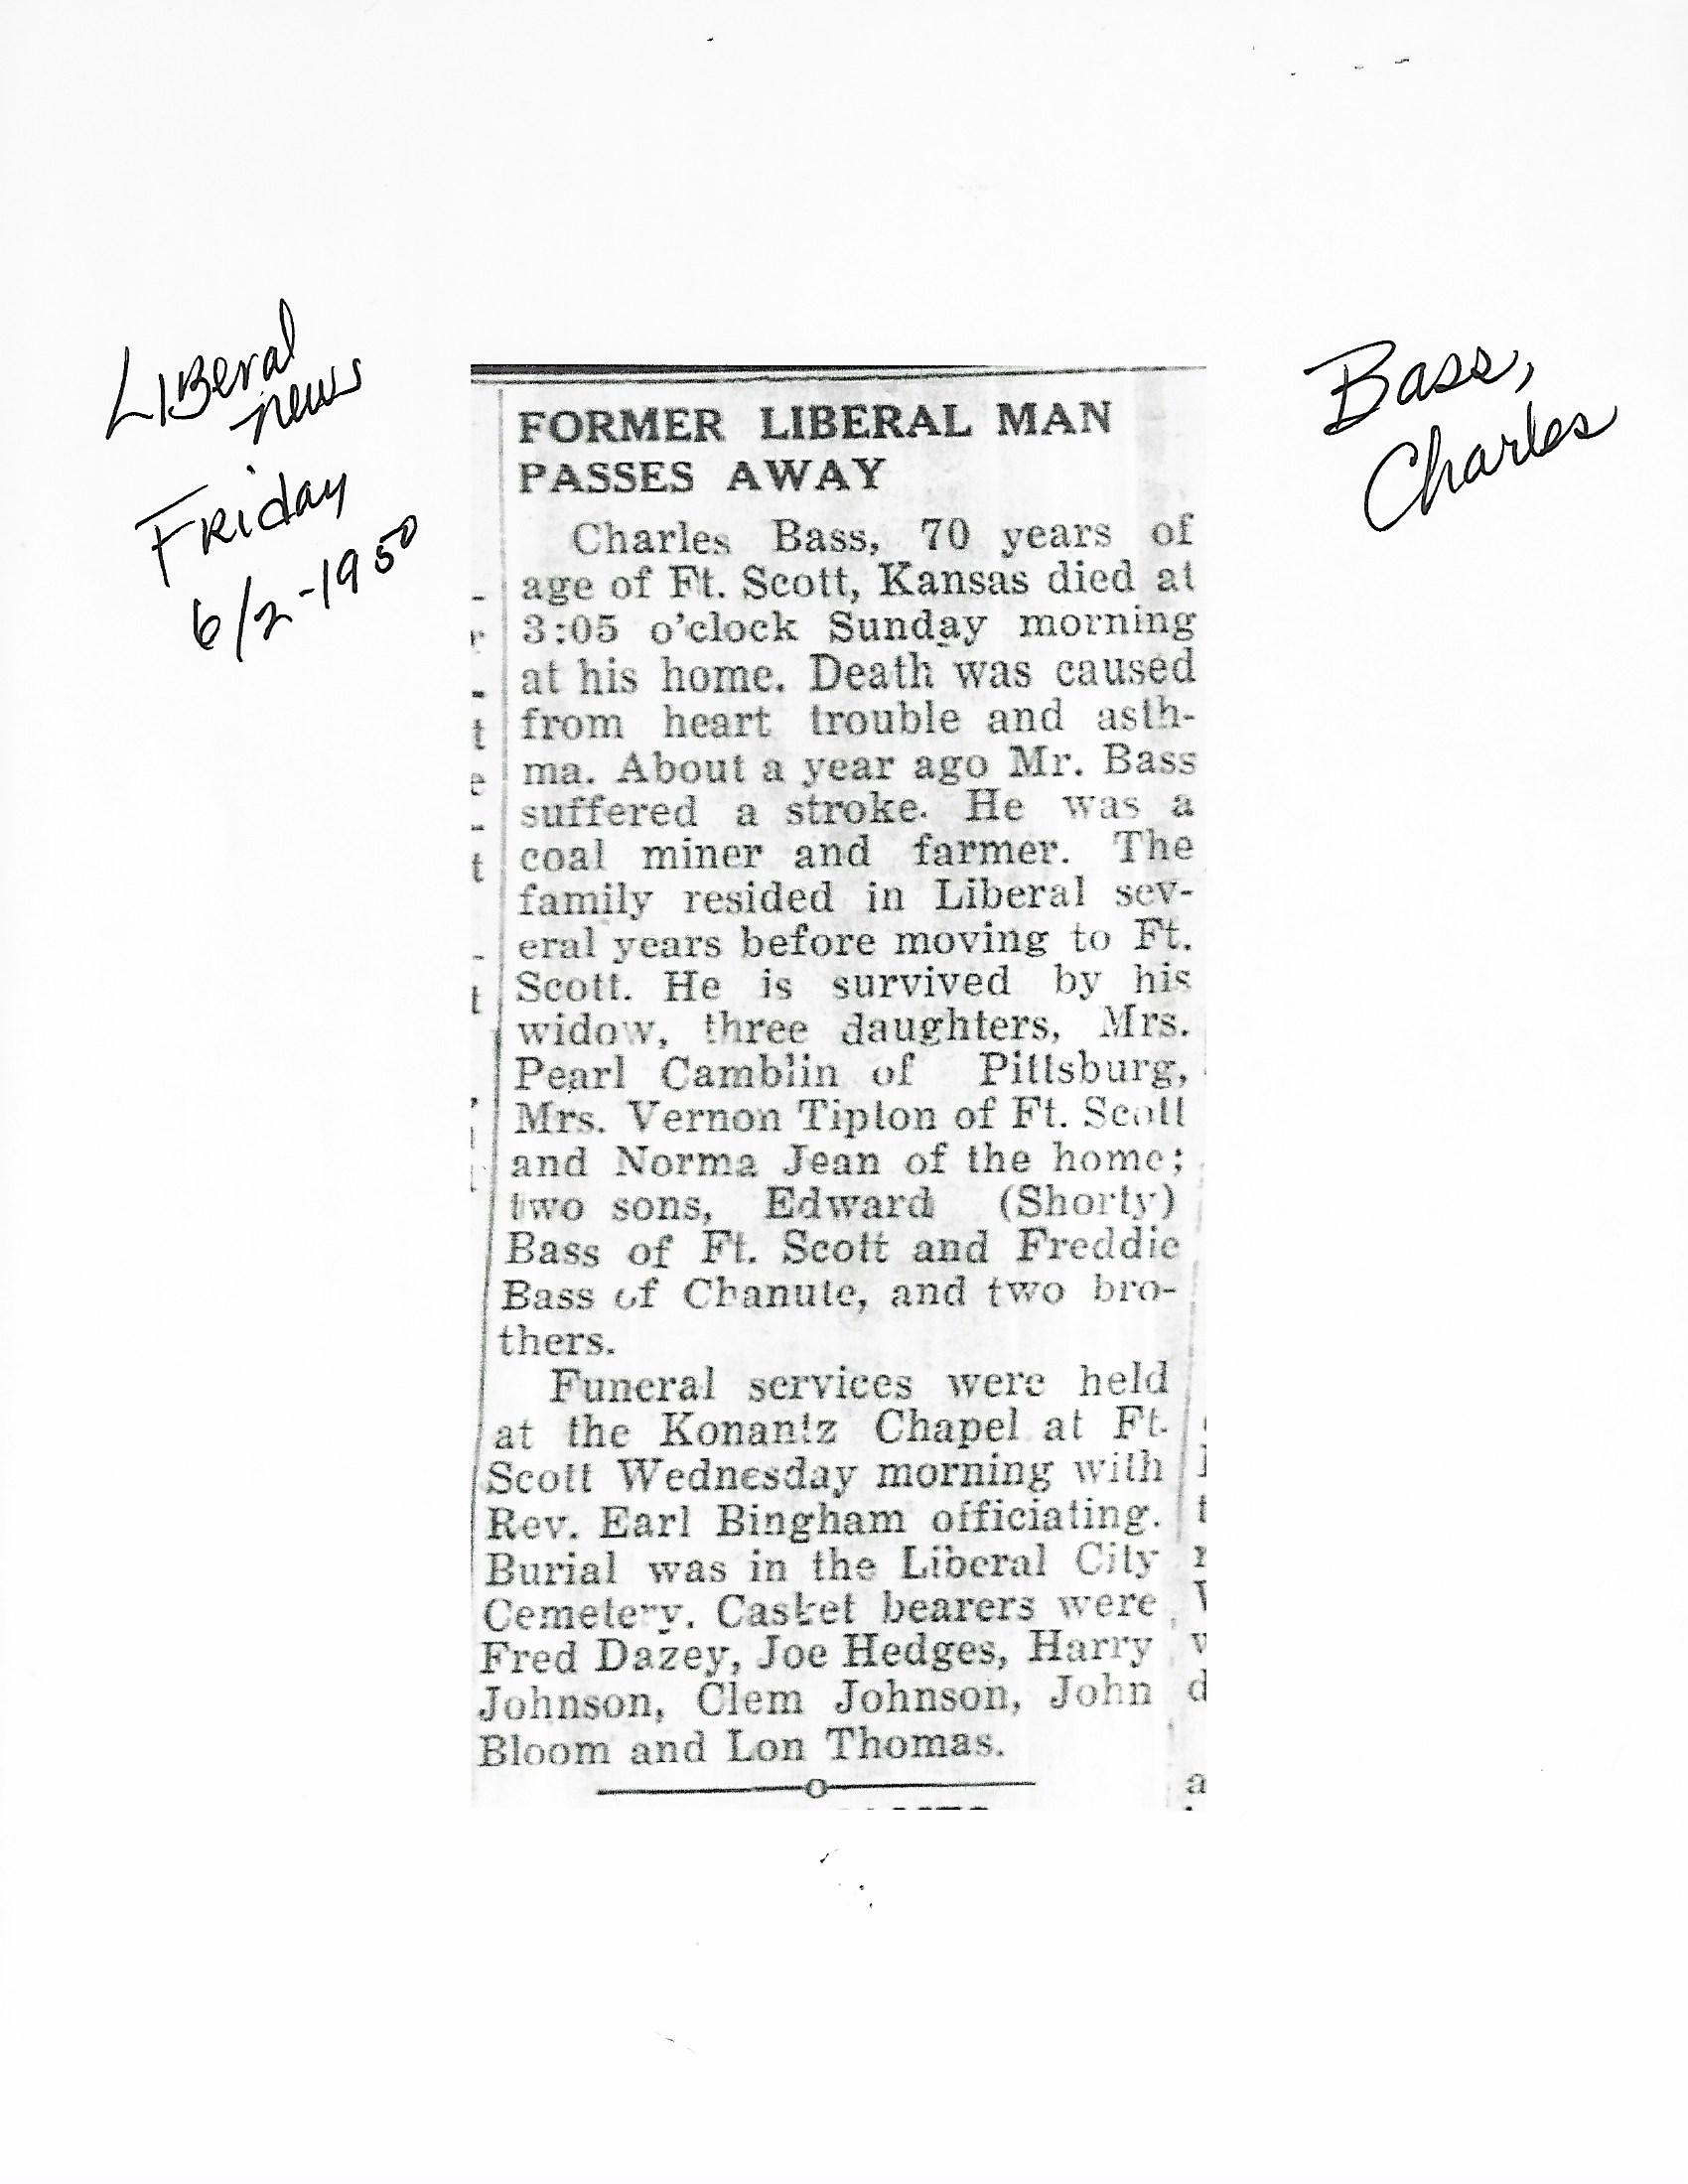 LIBeral
news
Friday
6/2-1950
Bass,
Charles
FORMER LIBERAL MAN
PASSES AWAY
Charles Bass, 70 years of
age of Ft. Scott, Kansas died at
3:05 o'clock Sunday morning
at his home. Death was caused
from heart trouble and asth-
ma. About a year ago Mr. Bass
suffered a stroke. He was a
coal miner and farmer. The
family resided in Liberal sev-
eral years before moving to Ft.
Scott. He is survived by his
widow, three daughters, Mrs.
Pearl Camblin of Pittsburg,
Mrs. Vernon Tipton of Ft. Scott
and Norma Jean of the home;
two sons, Edward (Shorty)
Bass of Ft. Scott and Freddie
Bass of Chanute, and two bro-
thers.
Funeral services were held
at the Konantz Chapel at Ft.
Scott Wednesday morning with
Rev. Earl Bingham officiating.
Burial was in the Liberal City
Cemetery. Casket bearers were
Fred Dazey, Joe Hedges, Harry
Johnson, Clem Johnson, John
Bloom and Lon Thomas.